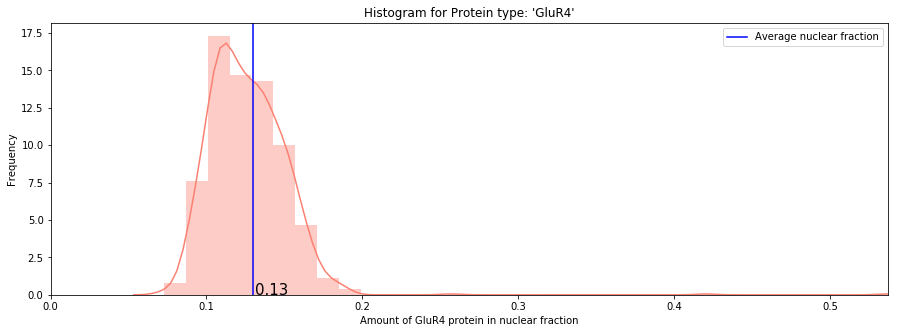 Histogram for Protein type: 'GluR4'
Average nuclear fraction
Frequency
17.5
15.0
12.5
10.0
7.5
5.0
2.5
0.0
0.13
0.0 0.1 0.2 0.3 0.4 0.5
Amount of GluR4 protein in nuclear fraction